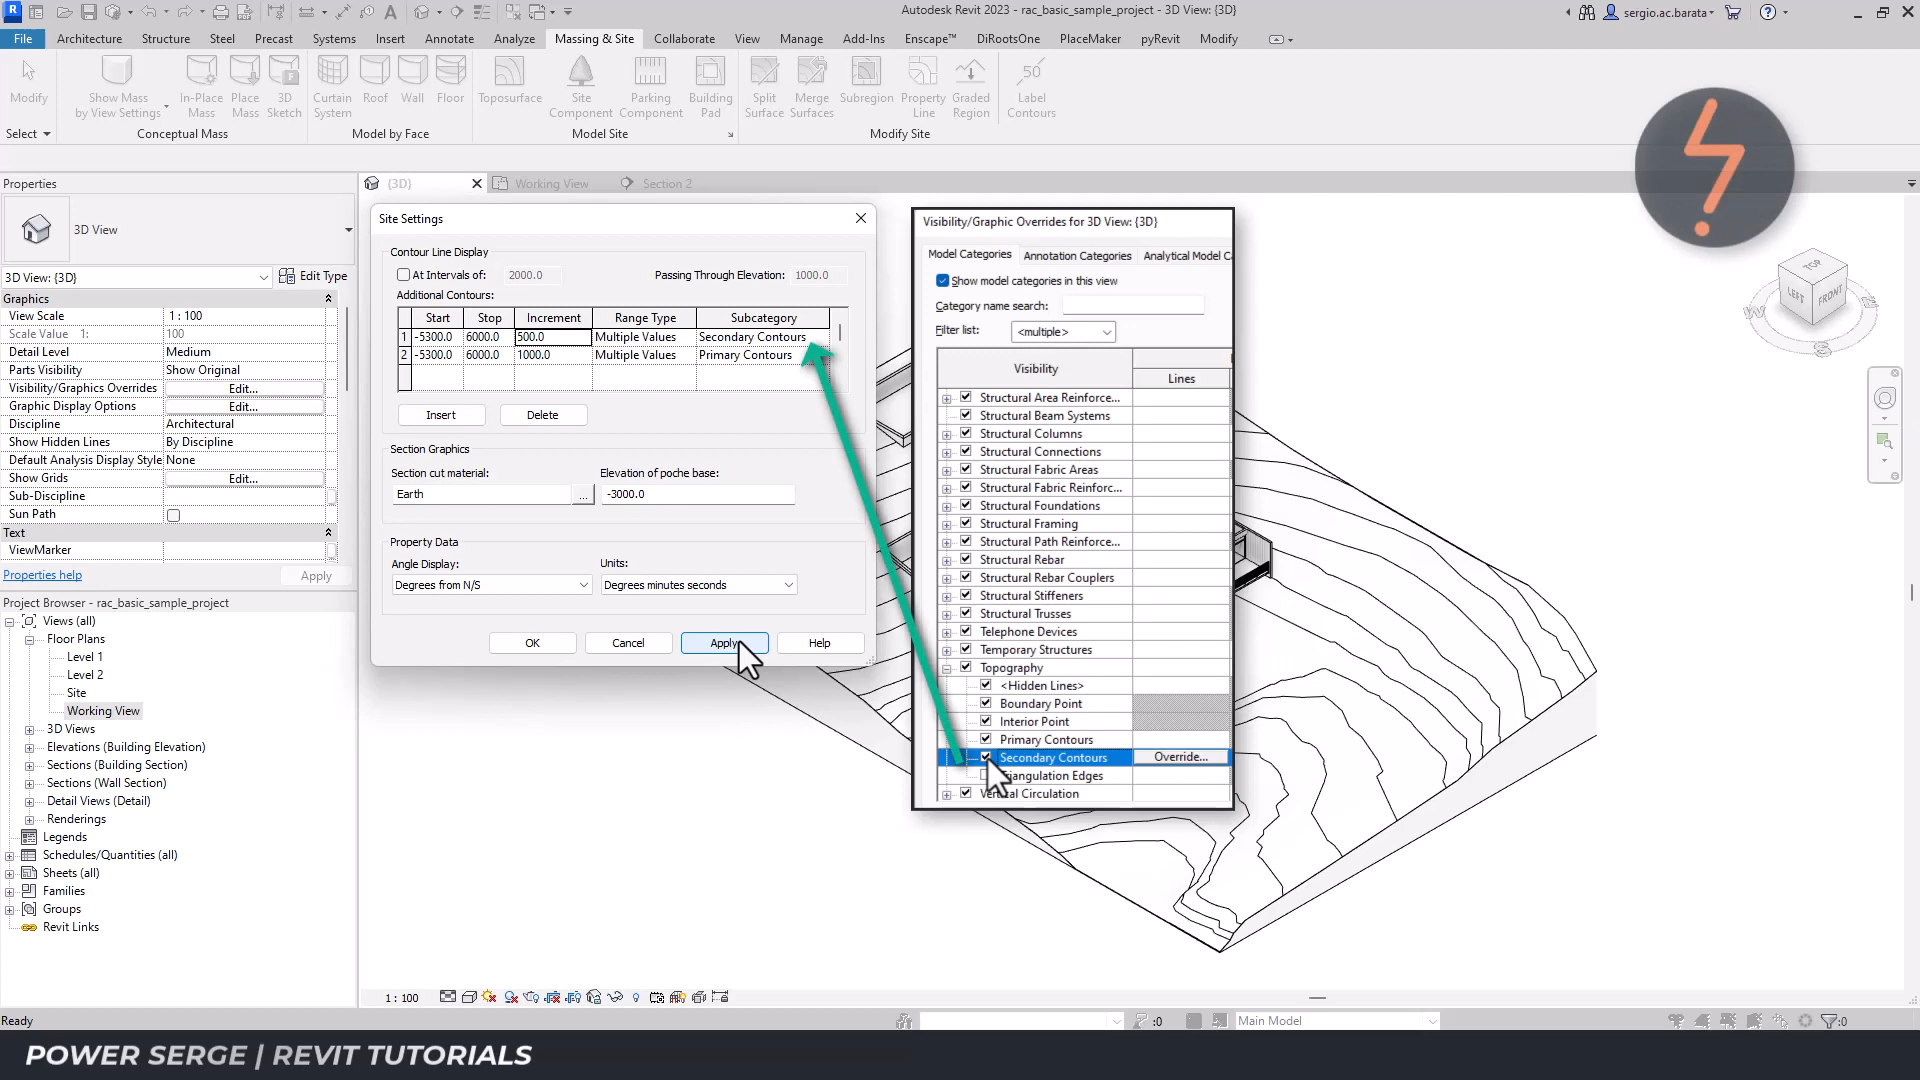 Autodesk Revit 2023 - rac_basic_sample_project - 3D View: {3D}
sergio.ac.barata
File Architecture Structure Steel Precast Systems Insert Annotate Analyze Massing & Site Collaborate View Manage Add-Ins Enscape™ DiRootsOne PlaceMaker pyRevit Modify
Modify
Show Mass
by View Settings
In-Place
Mass
Place
Mass
3D
Sketch
Curtain
System
Roof
Wall
Floor
Toposurface
Site
Component
Parking
Component
Building
Pad
Split
Surface
Merge
Surfaces
Subregion
Property
Line
Graded
Region
50
Label
Contours
Select
Conceptual Mass
Model by Face
Model Site
Modify Site
Properties
3D View
3D View: {3D}
Edit Type
Graphics
View Scale 1 : 100
Scale Value 1: 100
Detail Level Medium
Parts Visibility Show Original
Visibility/Graphics Overrides Edit...
Graphic Display Options Edit...
Discipline Architectural
Show Hidden Lines By Discipline
Default Analysis Display Style None
Show Grids Edit...
Sub-Discipline
Sun Path
Text
ViewMarker
Properties help
Apply
Project Browser - rac_basic_sample_project
Views (all)
Floor Plans
Level 1
Level 2
Site
Working View
3D Views
Elevations (Building Elevation)
Sections (Building Section)
Sections (Wall Section)
Detail Views (Detail)
Renderings
Legends
Schedules/Quantities (all)
Sheets (all)
Families
Groups
Revit Links
{3D}
Working View
Section 2
Site Settings
Contour Line Display
At Intervals of: 2000.0 Passing Through Elevation: 1000.0
Additional Contours:
Start Stop Increment Range Type Subcategory
1 -5300.0 6000.0 500.0 Multiple Values Secondary Contours
2 -5300.0 6000.0 1000.0 Multiple Values Primary Contours
Insert Delete
Section Graphics
Section cut material: Elevation of poche base:
Earth ... -3000.0
Property Data
Angle Display: Units:
Degrees from N/S Degrees minutes seconds
OK Cancel Apply Help
Visibility/Graphic Overrides for 3D View: {3D}
Model Categories Annotation Categories Analytical Model C
Show model categories in this view
Category name search:
Filter list: <multiple>
Visibility
Lines
Structural Area Reinforce...
Structural Beam Systems
Structural Columns
Structural Connections
Structural Fabric Areas
Structural Fabric Reinforc...
Structural Foundations
Structural Framing
Structural Path Reinforce...
Structural Rebar
Structural Rebar Couplers
Structural Stiffeners
Structural Trusses
Telephone Devices
Temporary Structures
Topography
<Hidden Lines>
Boundary Point
Interior Point
Primary Contours
Secondary Contours Override...
riangulation Edges
Vertical Circulation
TOP
LEFT
FRONT
W
1 : 100
Ready
:0
Main Model
:0
POWER SERGE | REVIT TUTORIALS